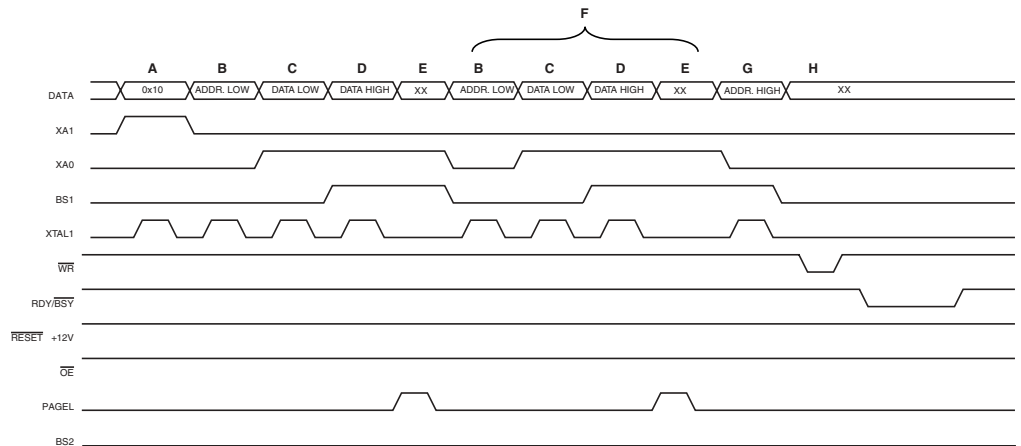 F
A B C D E B C D E G H
DATA 0x10 ADDR. LOW DATA LOW DATA HIGH XX ADDR. LOW DATA LOW DATA HIGH XX ADDR. HIGH XX
XA1
XA0
BS1
XTAL1
WR
RDY/BSY
RESET +12V
OE
PAGEL
BS2